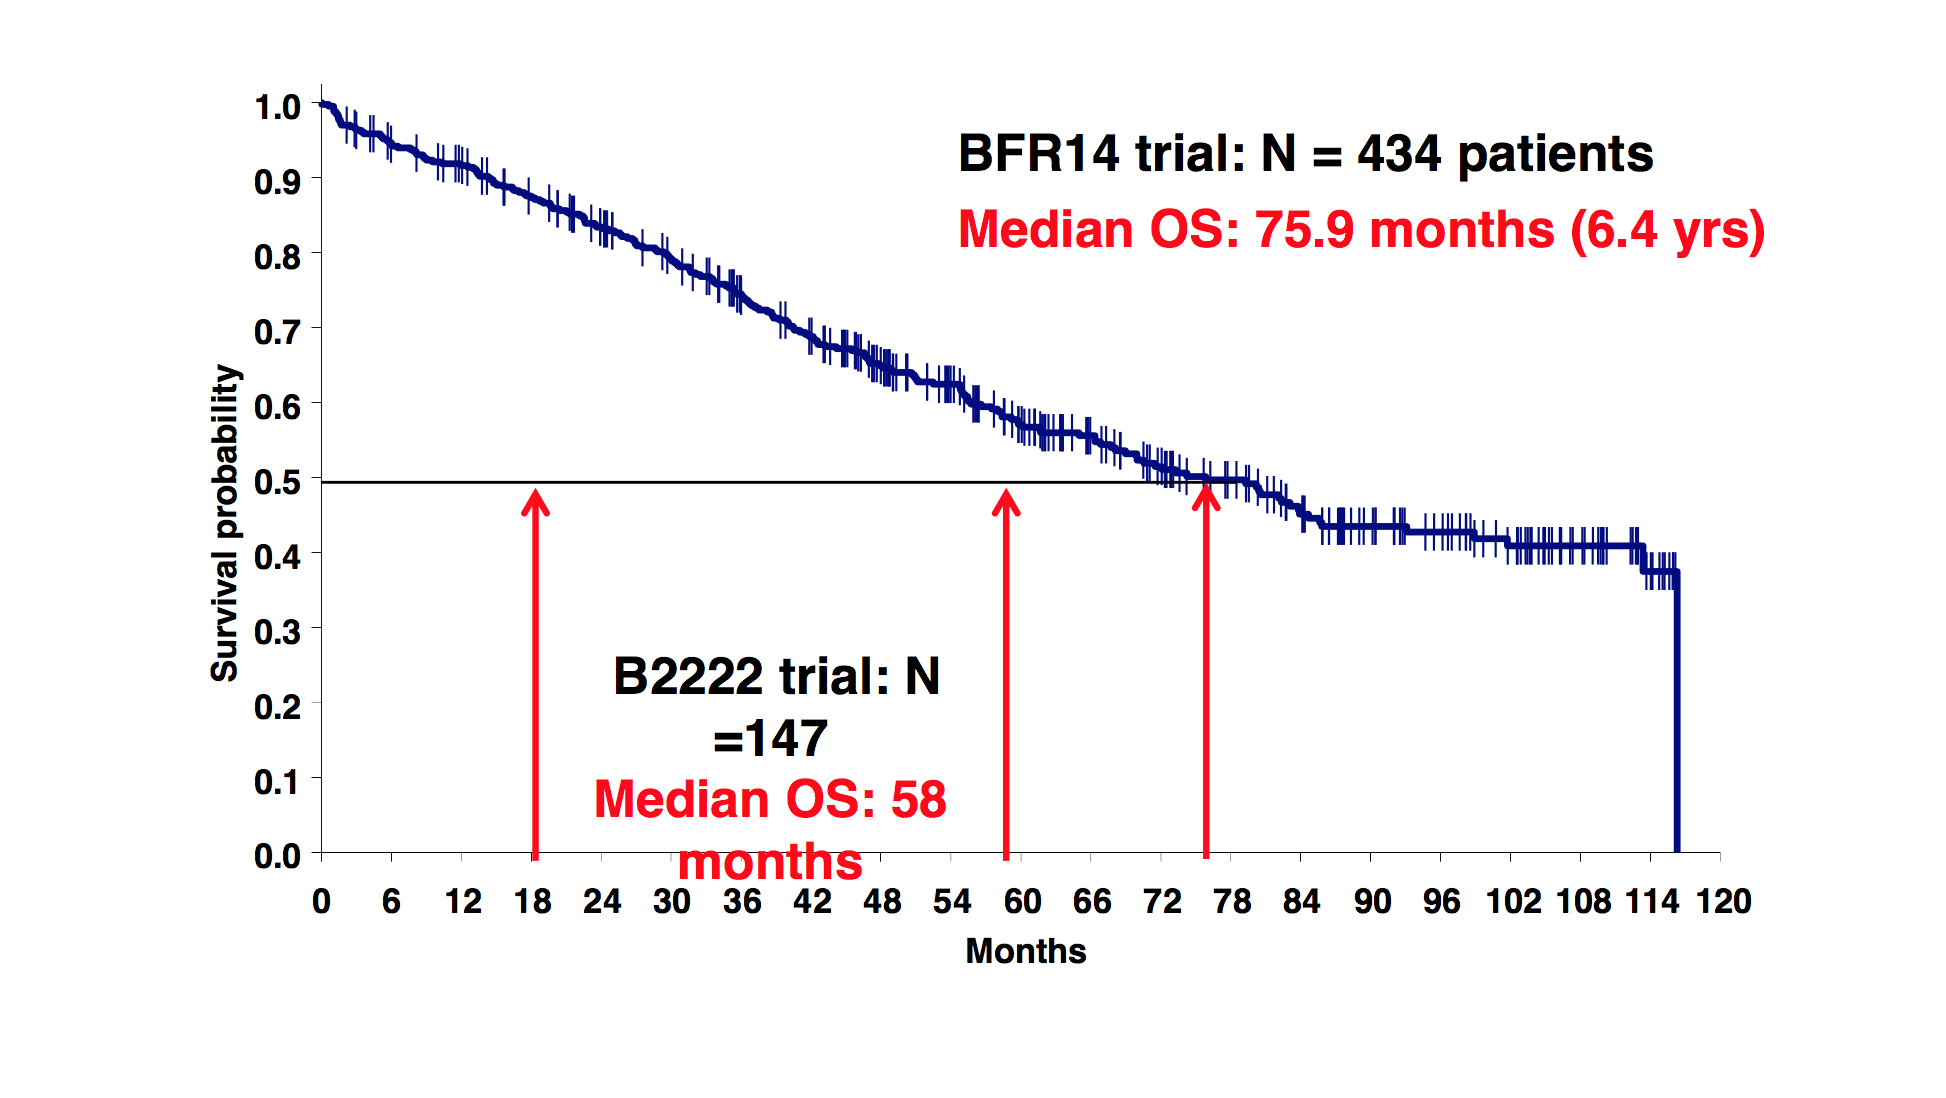 BFR14 trial: N = 434 patients
Median OS: 75.9 months (6.4 yrs)
1.0
0.9
0.8
0.7
0.6
0.5
0.4
0.3
0.2
0.1
0.0
Survival probability
B2222 trial: N
=147
Median OS: 58
months
0 6 12 18 24 30 36 42 48 54 60 66 72 78 84 90 96 102 108 114 120
Months